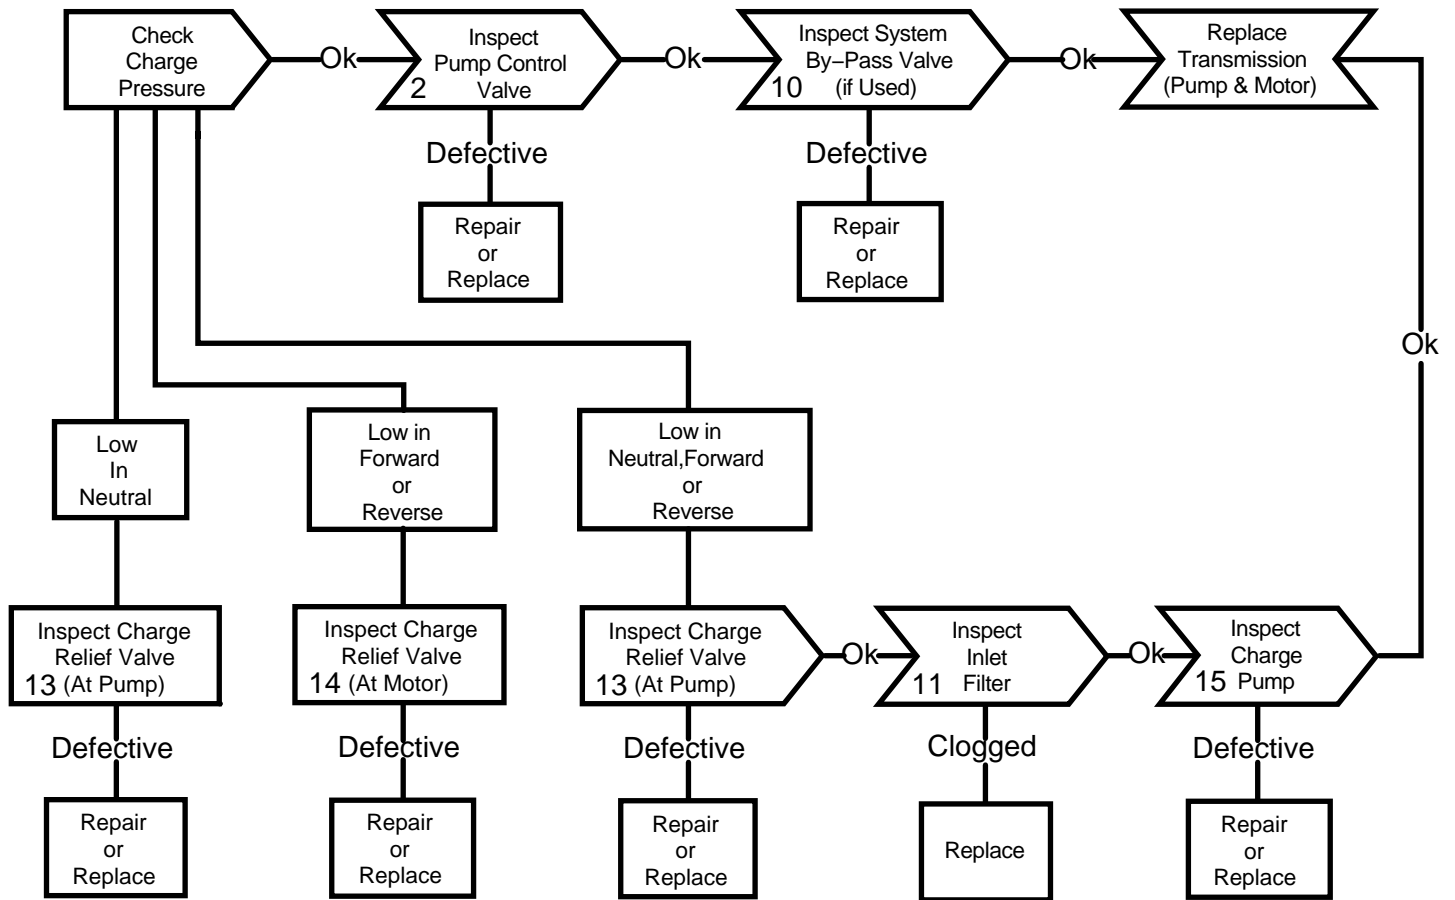 Check
Charge
Pressure
Ok
Inspect
Pump Control
2 Valve
Ok
Inspect System
By–Pass Valve
10 (if Used)
Ok
Replace
Transmission
(Pump & Motor)
Defective
Defective
Repair
or
Replace
Repair
or
Replace
Ok
Low
In
Neutral
Low in
Forward
or
Reverse
Low in
Neutral,Forward
or
Reverse
Inspect Charge
Relief Valve
13 (At Pump)
Inspect Charge
Relief Valve
14 (At Motor)
Inspect Charge
Relief Valve
13 (At Pump)
Ok
Inspect
Inlet
11 Filter
Ok
Inspect
Charge
15 Pump
Defective
Defective
Defective
Clogged
Defective
Repair
or
Replace
Repair
or
Replace
Repair
or
Replace
Replace
Repair
or
Replace